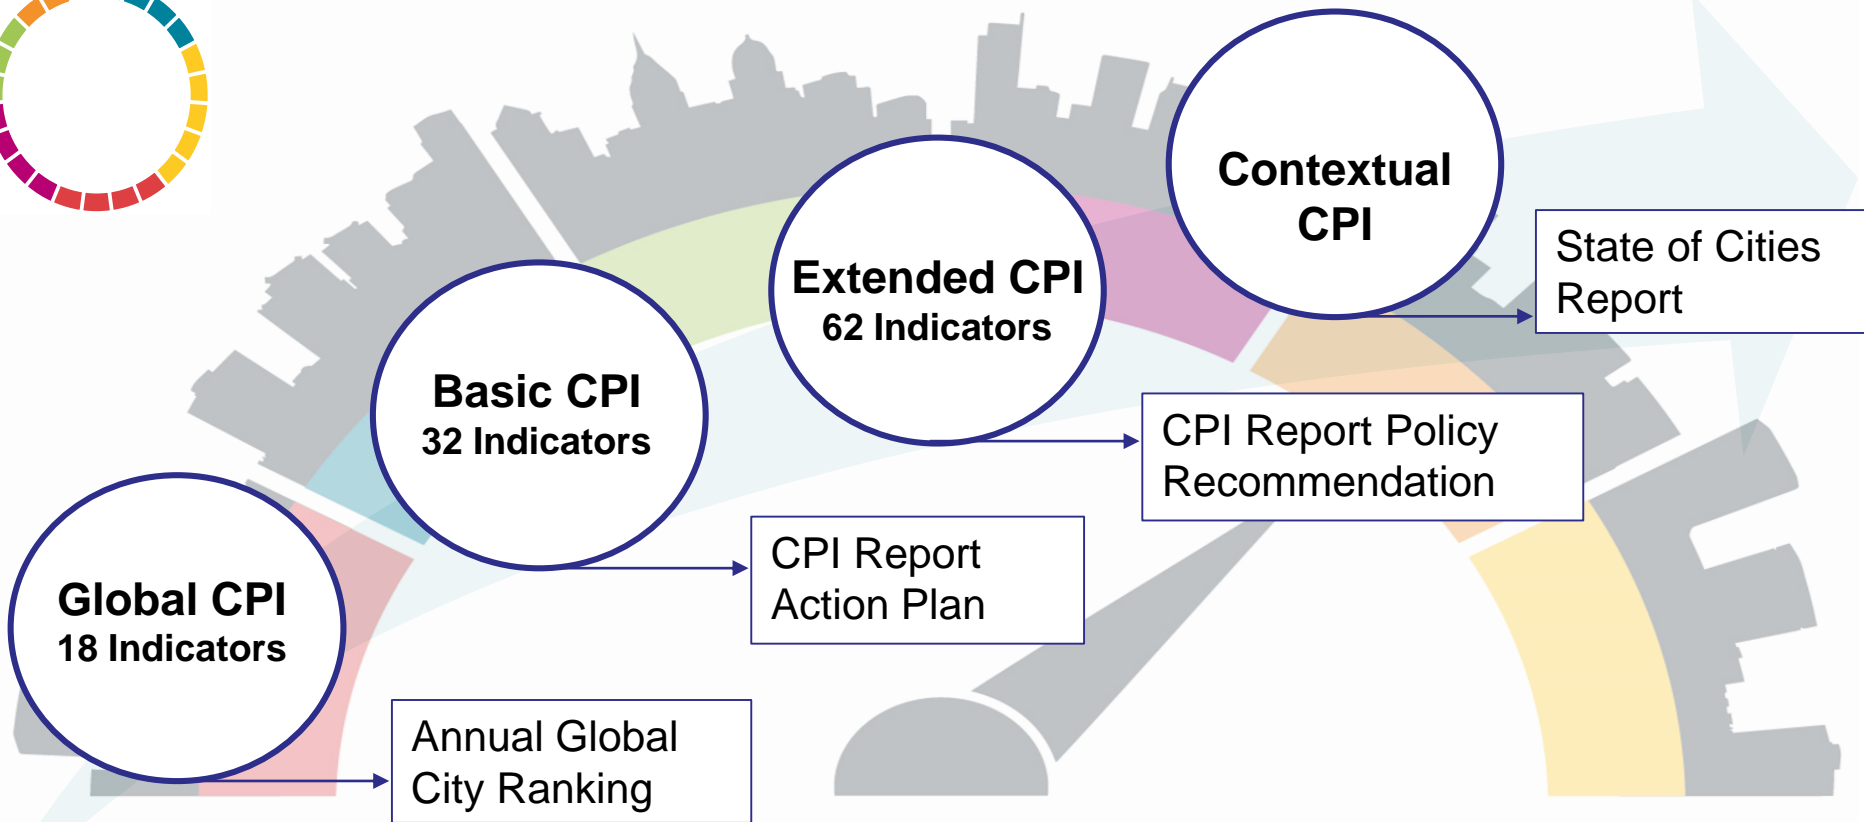 Global CPI
18 Indicators
Annual Global
City Ranking
Basic CPI
32 Indicators
CPI Report
Action Plan
Extended CPI
62 Indicators
CPI Report Policy
Recommendation
Contextual
CPI
State of Cities
Report